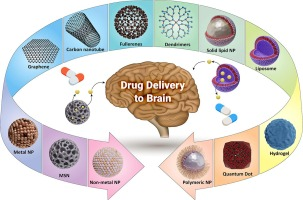 Graphene
Carbon nanotube
Fullerenes
Dendrimers
Solid lipid NP
Liposome
Drug Delivery
to Brain
Metal NP
MSN
Non-metal NP
Polymeric NP
Quantum Dot
Hydrogel